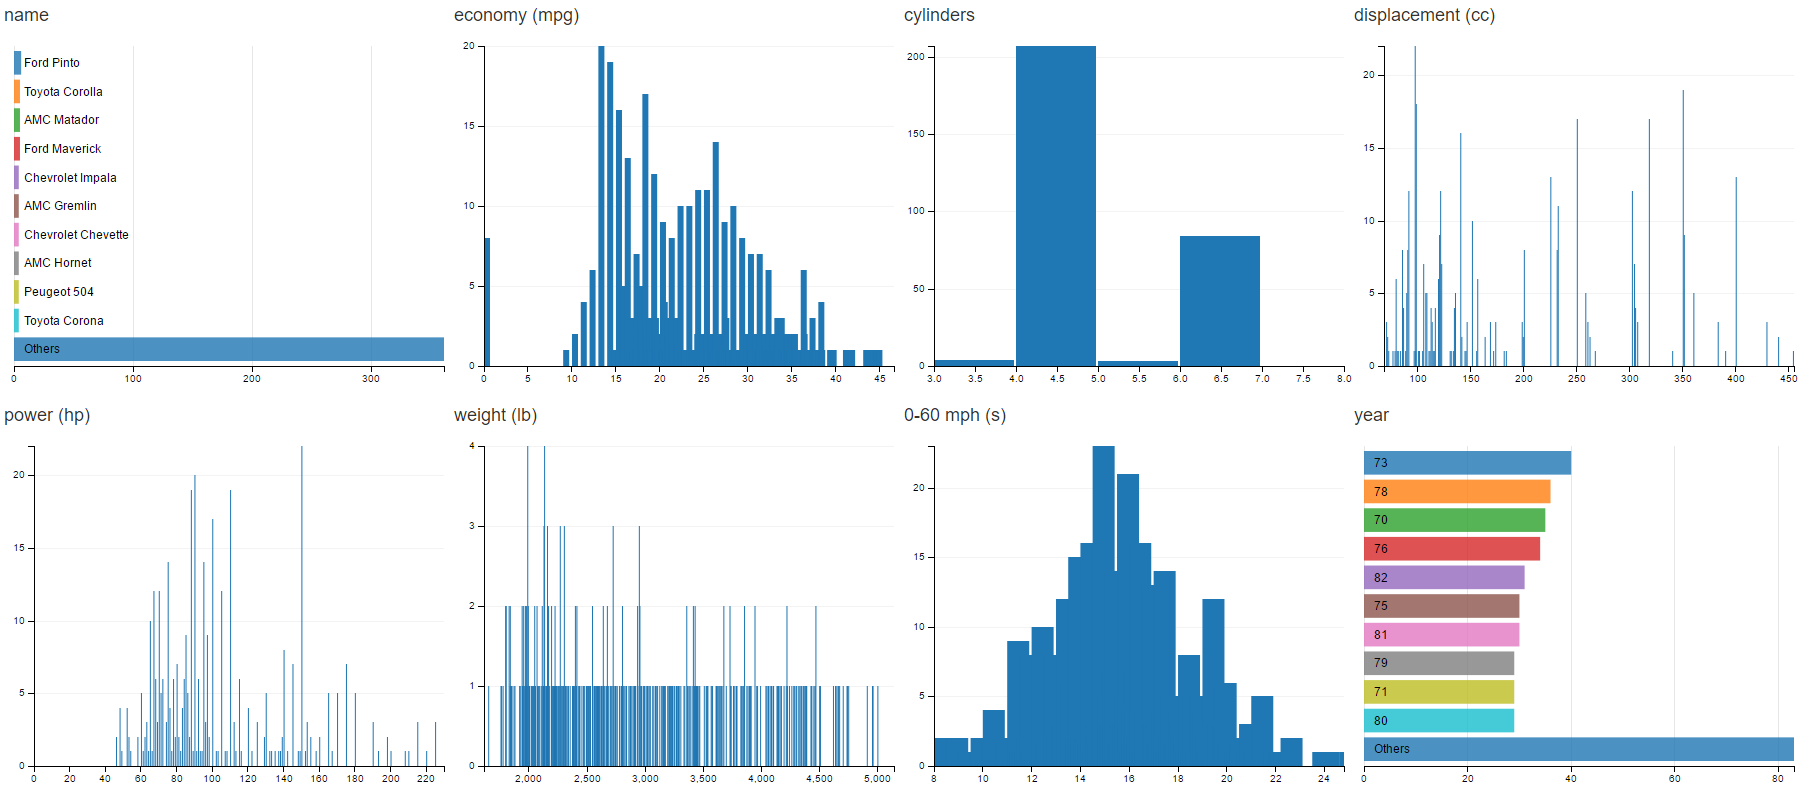 name
Ford Pinto
Toyota Corolla
AMC Matador
Ford Maverick
Chevrolet Impala
AMC Gremlin
Chevrolet Chevette
AMC Hornet
Peugeot 504
Toyota Corona
Others
0 100 200 300
economy (mpg)
20
15
10
5
0
0 5 10 15 20 25 30 35 40 45
cylinders
200
150
100
50
0
3.0 3.5 4.0 4.5 5.0 5.5 6.0 6.5 7.0 7.5 8.0
displacement (cc)
20
15
10
5
0
100 150 200 250 300 350 400 450
power (hp)
20
15
10
5
0
0 20 40 60 80 100 120 140 160 180 200 220
weight (lb)
4
3
2
1
0
2,000 2,500 3,000 3,500 4,000 4,500 5,000
0-60 mph (s)
20
15
10
5
0
8 10 12 14 16 18 20 22 24
year
73
78
70
76
82
75
81
79
71
80
Others
0 20 40 60 80